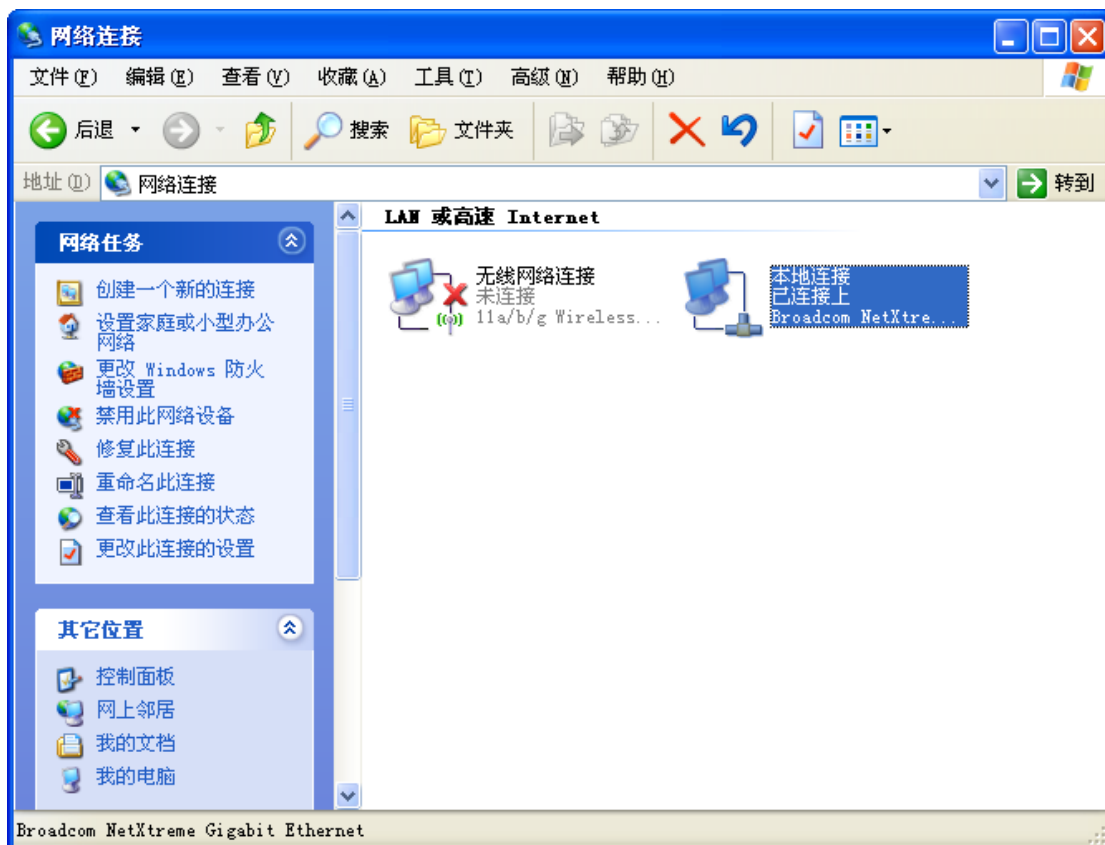 网络连接
文件(F) 编辑(E) 查看(V) 收藏(A) 工具(T) 高级(N) 帮助(H)
后退 搜索 文件夹
地址(D) 网络连接 转到
网络任务
创建一个新的连接
设置家庭或小型办公
网络
更改 Windows 防火
墙设置
禁用此网络设备
修复此连接
重命名此连接
查看此连接的状态
更改此连接的设置
其它位置
控制面板
网上邻居
我的文档
我的电脑
LAN 或高速 Internet
无线网络连接
未连接
11a/b/g Wireless...
本地连接
已连接上
Broadcom NetXtre...
Broadcom NetXtreme Gigabit Ethernet